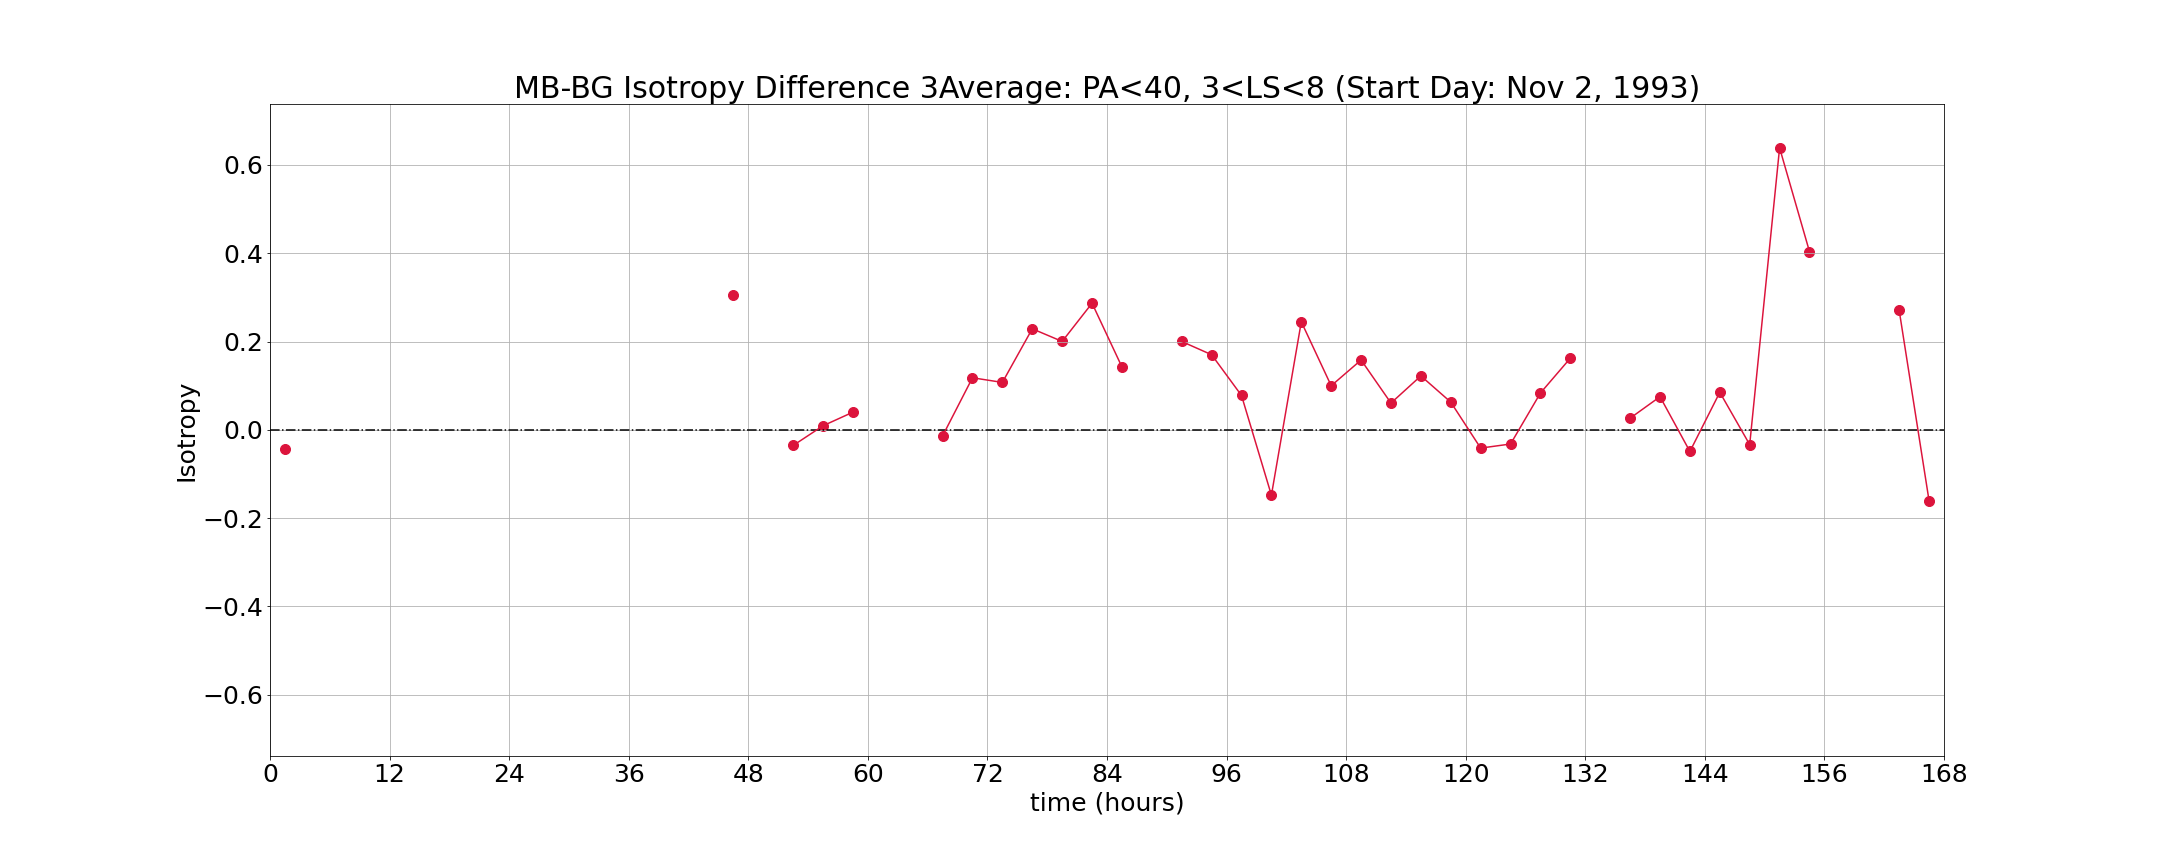 MB-BG Isotropy Difference 3Average: PA<40, 3<LS<8 (Start Day: Nov 2, 1993)
0.6
0.4
0.2
0.0
−0.2
−0.4
−0.6
Isotropy
0 12 24 36 48 60 72 84 96 108 120 132 144 156 168
time (hours)